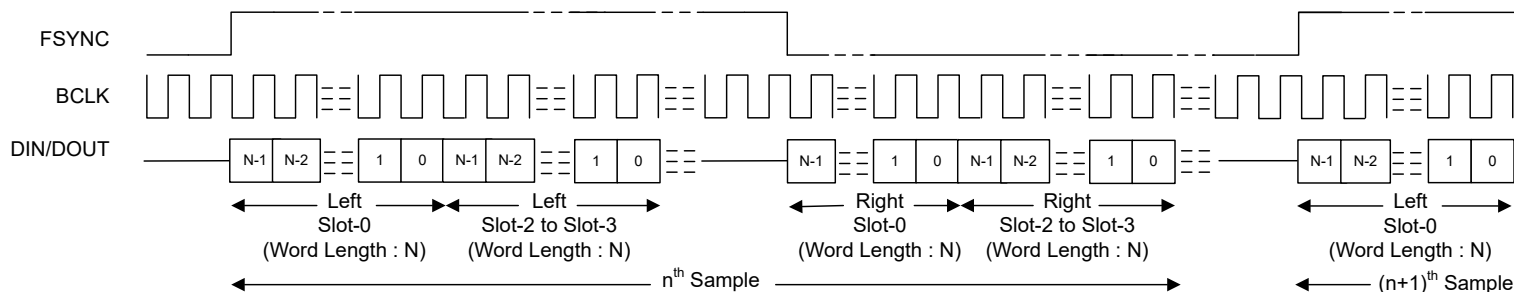 FSYNC
BCLK
DIN/DOUT
N-1 N-2 1 0 N-1 N-2 1 0 N-1 1 0 N-1 N-2 1 0 N-1 N-2 1 0
Left Left Right Right Left
Slot-0 Slot-2 to Slot-3 Slot-0 Slot-2 to Slot-3 Slot-0
(Word Length : N) (Word Length : N) (Word Length : N) (Word Length : N) (Word Length : N)
nth Sample (n+1)th Sample